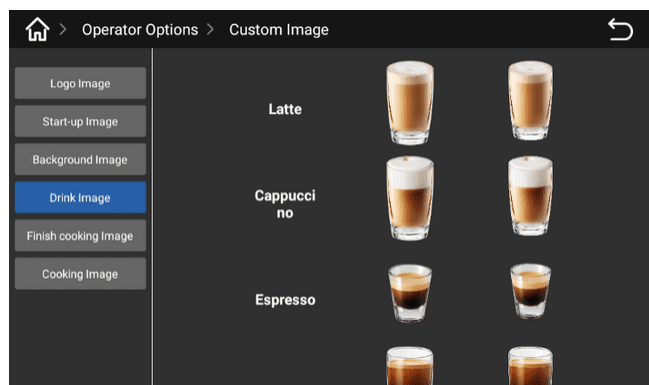 > Operator Options > Custom Image
Logo Image
Start-up Image
Background Image
Drink Image
Finish cooking Image
Cooking Image
Latte
Cappucci
no
Espresso